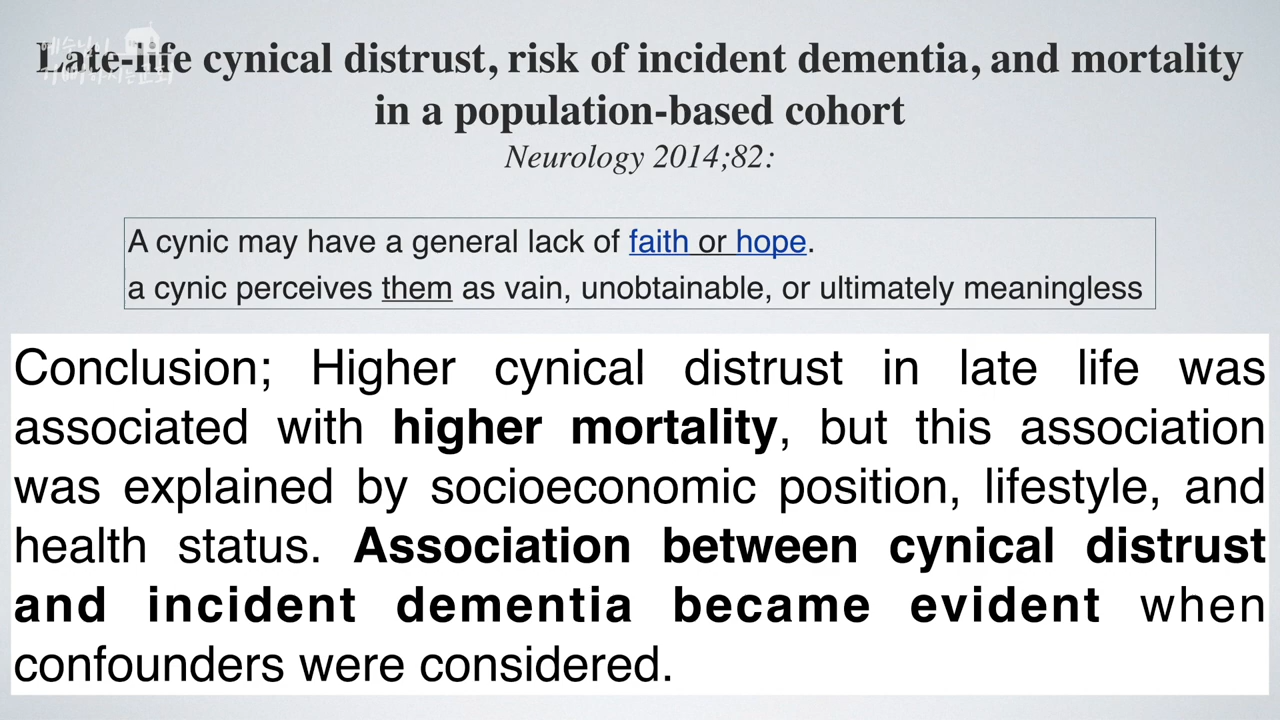 Late-life cynical distrust, risk of incident dementia, and mortality
in a population-based cohort
Neurology 2014;82:
A cynic may have a general lack of faith or hope.
a cynic perceives them as vain, unobtainable, or ultimately meaningless
Conclusion; Higher cynical distrust in late life was
associated with higher mortality, but this association
was explained by socioeconomic position, lifestyle, and
health status. Association between cynical distrust
and incident dementia became evident when
confounders were considered.